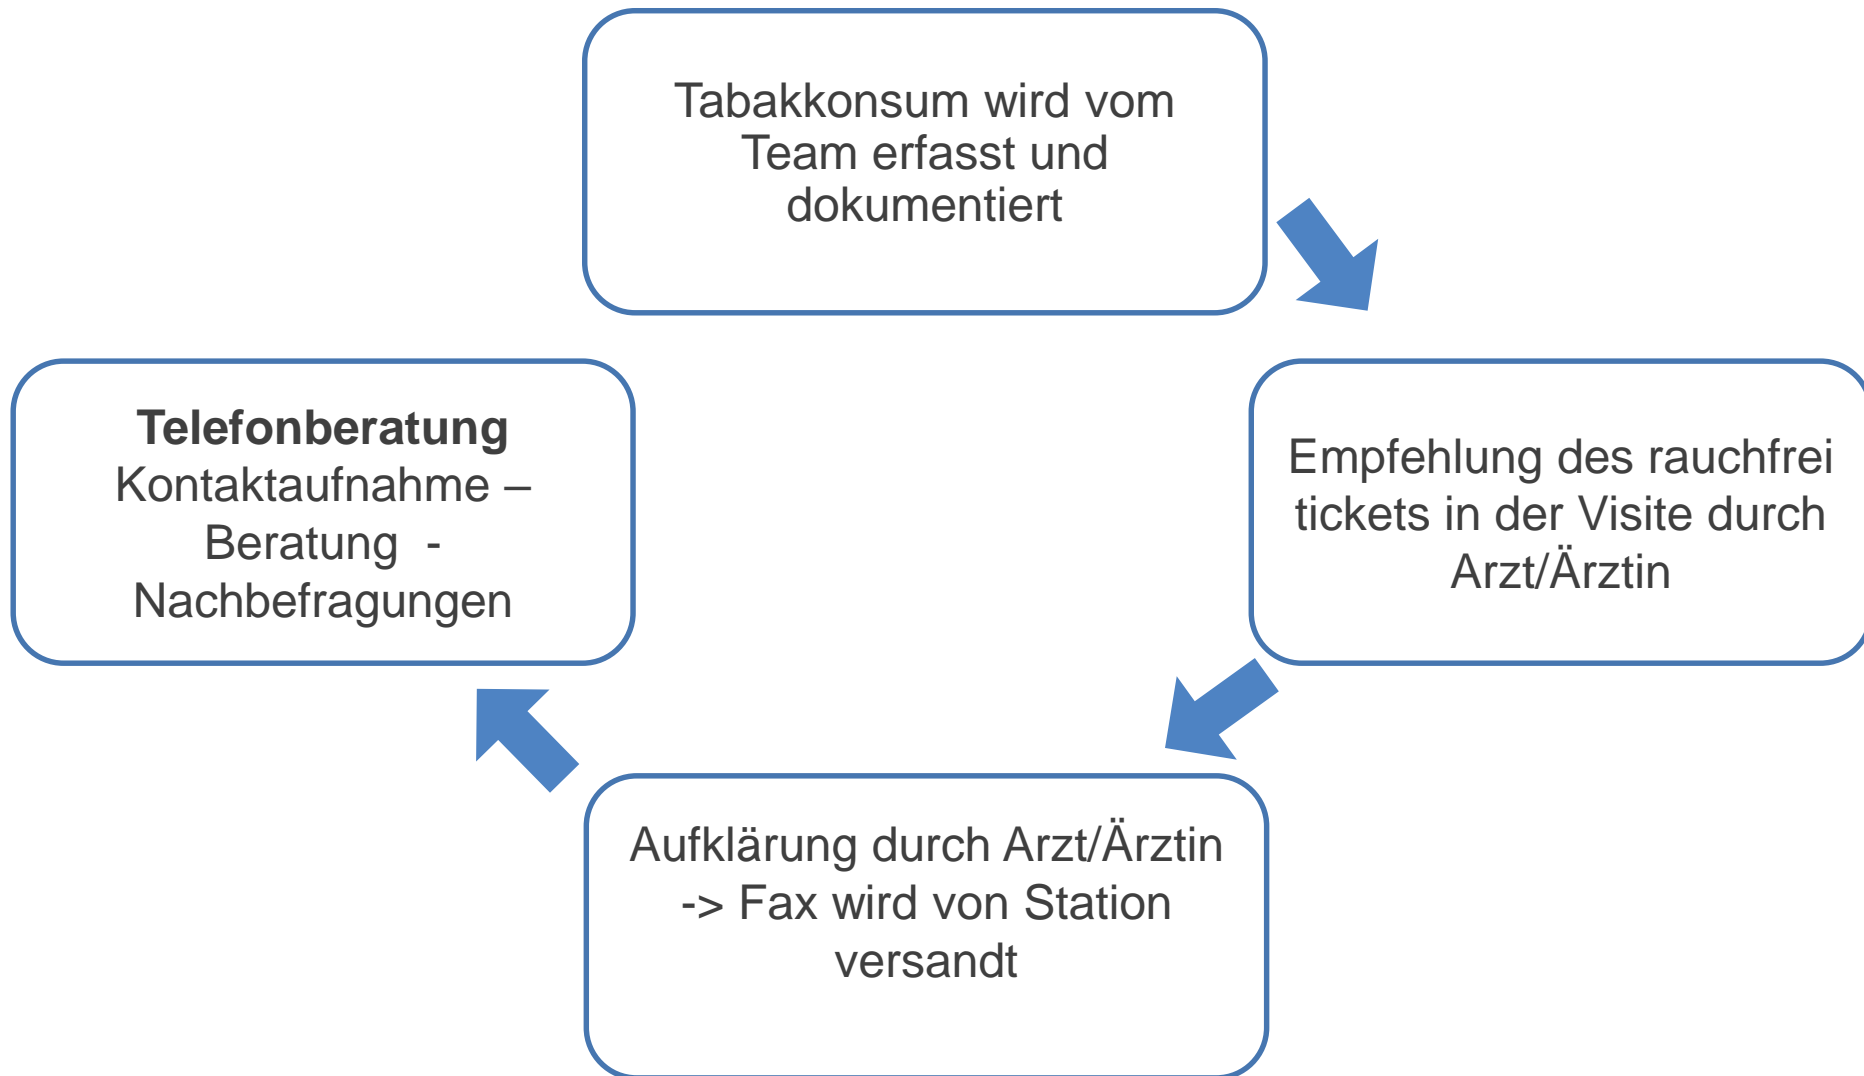 Tabakkonsum wird vom
Team erfasst und
dokumentiert
Empfehlung des rauchfrei
tickets in der Visite durch
Arzt/Ärztin
Aufklärung durch Arzt/Ärztin
-> Fax wird von Station
versandt
Telefonberatung
Kontaktaufnahme –
Beratung  -
Nachbefragungen